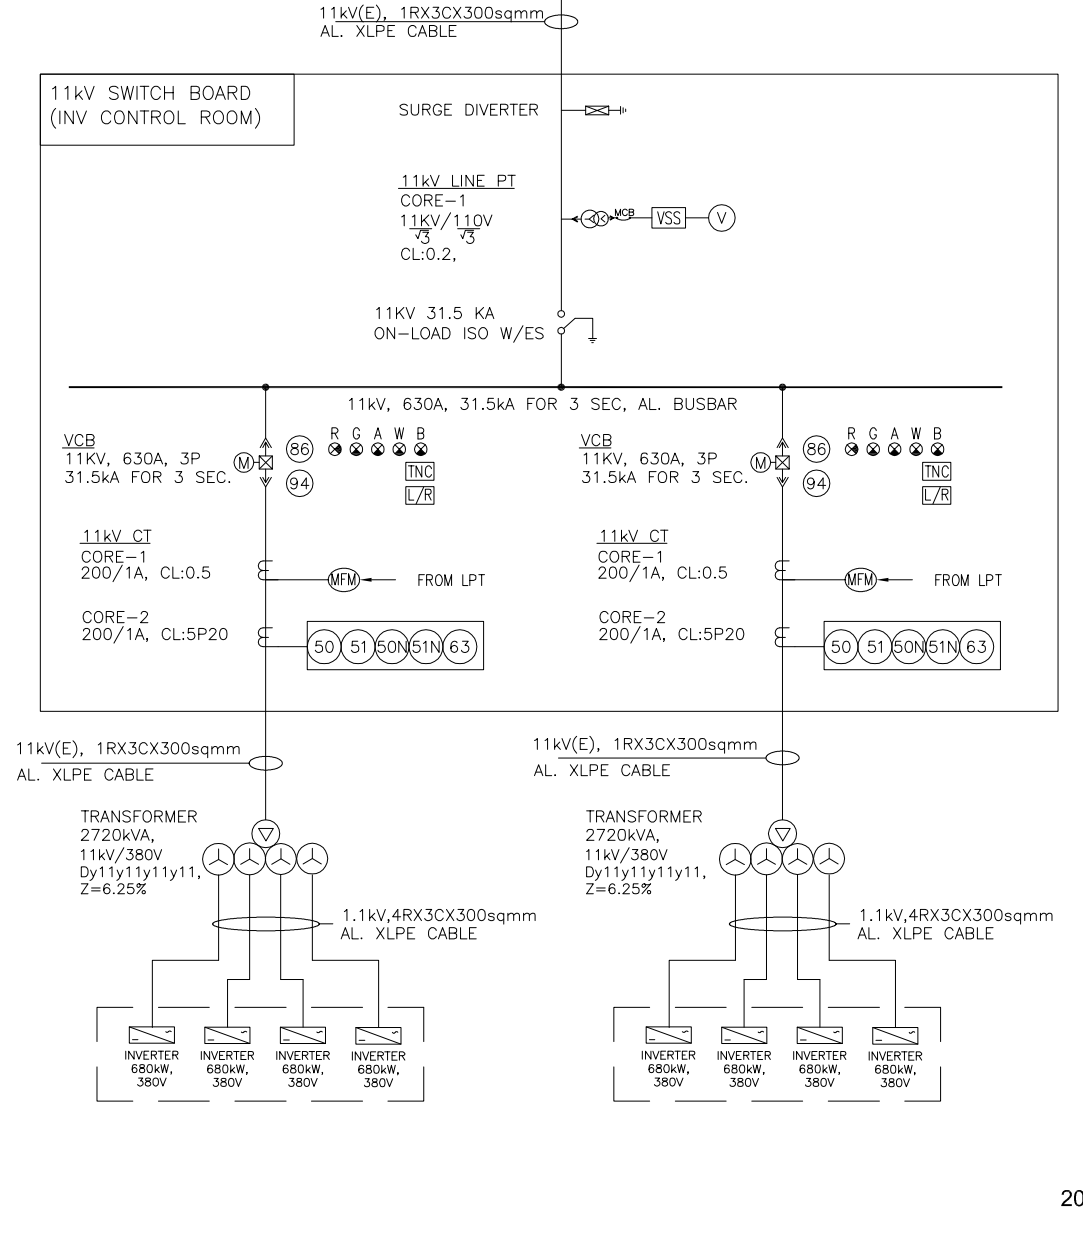 11kV(E), 1RX3CX300sqmm
AL. XLPE CABLE
11kV SWITCH BOARD
(INV CONTROL ROOM)
SURGE DIVERTER
11kV LINE PT
CORE-1
11KV/110V
√3 √3
CL:0.2,
MCB
VSS
V
11KV 31.5 KA
ON-LOAD ISO W/ES
11kV, 630A, 31.5kA FOR 3 SEC, AL. BUSBAR
VCB
11KV, 630A, 3P
31.5kA FOR 3 SEC.
M
86
94
R G A W B
TNC
L/R
11kV CT
CORE-1
200/1A, CL:0.5
MFM
FROM LPT
CORE-2
200/1A, CL:5P20
50 51 50N 51N 63
VCB
11KV, 630A, 3P
31.5kA FOR 3 SEC.
M
86
94
R G A W B
TNC
L/R
11kV CT
CORE-1
200/1A, CL:0.5
MFM
FROM LPT
CORE-2
200/1A, CL:5P20
50 51 50N 51N 63
11kV(E), 1RX3CX300sqmm
AL. XLPE CABLE
TRANSFORMER
2720kVA,
11kV/380V
Dy11y11y11y11,
Z=6.25%
1.1kV,4RX3CX300sqmm
AL. XLPE CABLE
INVERTER
680kW,
380V
INVERTER
680kW,
380V
INVERTER
680kW,
380V
INVERTER
680kW,
380V
11kV(E), 1RX3CX300sqmm
AL. XLPE CABLE
TRANSFORMER
2720kVA,
11kV/380V
Dy11y11y11y11,
Z=6.25%
1.1kV,4RX3CX300sqmm
AL. XLPE CABLE
INVERTER
680kW,
380V
INVERTER
680kW,
380V
INVERTER
680kW,
380V
INVERTER
680kW,
380V
20